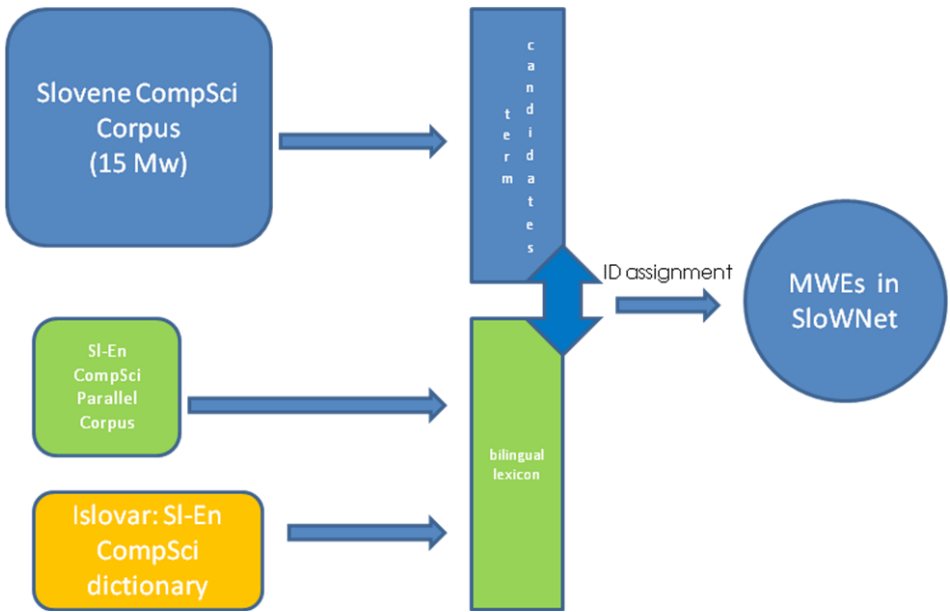 Slovene CompSci
Corpus
(15 Mw)
term
candidates
ID assignment
MWEs in
SloWNet
Sl-En
CompSci
Parallel
Corpus
bilingual
lexicon
Islovar: Sl-En
CompSci
dictionary